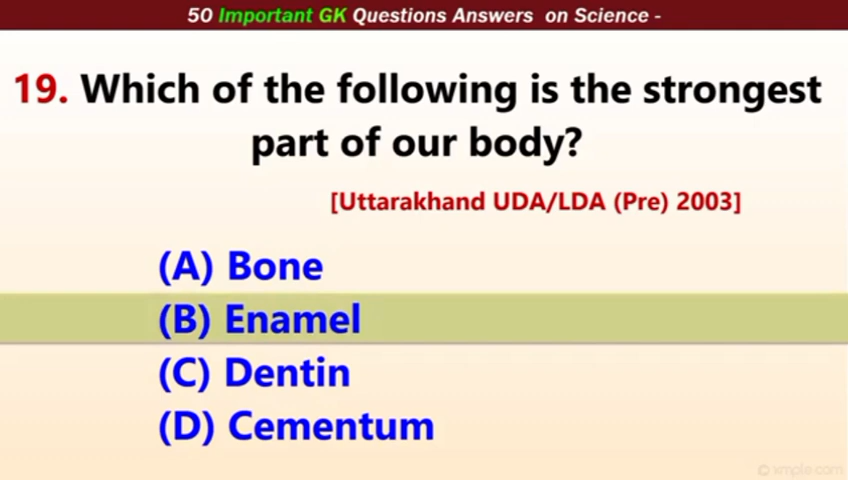 50 Important GK Questions Answers on Science -
19. Which of the following is the strongest
part of our body?
[Uttarakhand UDA/LDA (Pre) 2003]
(A) Bone
(B) Enamel
(C) Dentin
(D) Cementum
© xmple.com